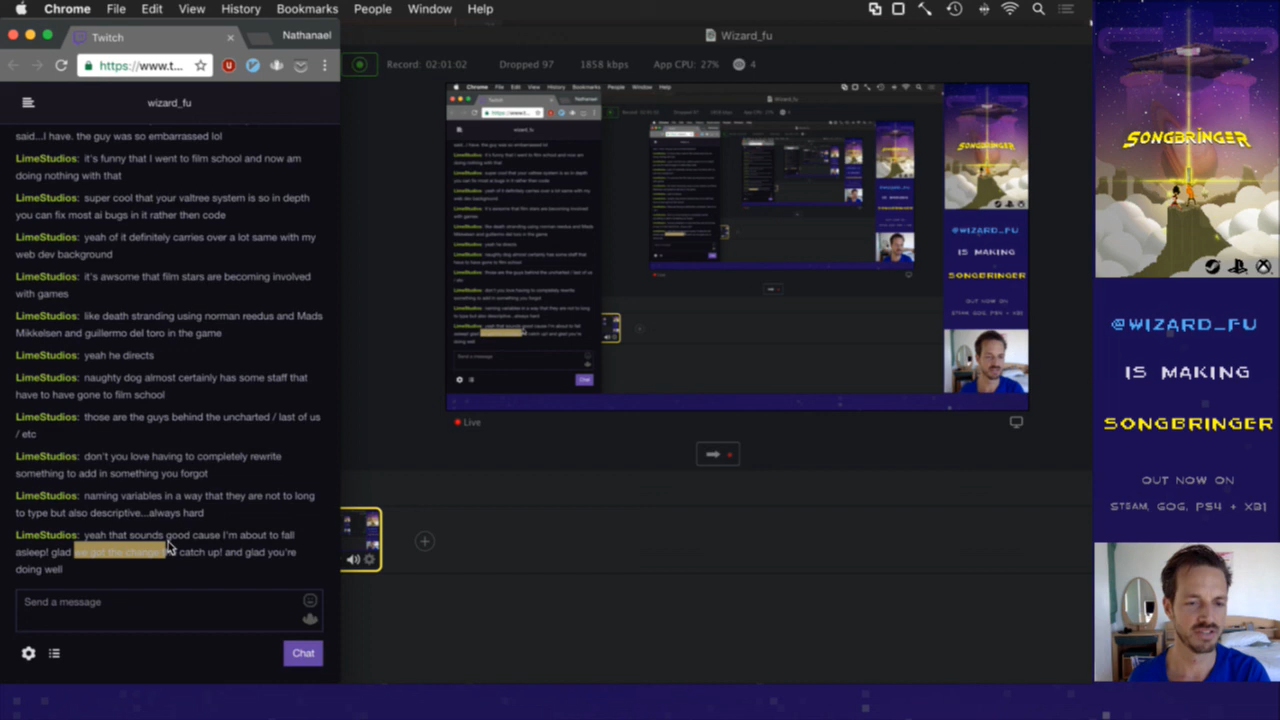 Chrome File Edit View History Bookmarks People Window Help
Twitch
Nathanael
https://www.t...
wizard_fu
said...I have. the guy was so embarrassed lol
LimeStudios: it's funny that I went to film school and now am
doing nothing with that
LimeStudios: super cool that your valtree system is so in depth
you can fix most ai bugs in it rather then code
LimeStudios: yeah of it definitely carries over a lot same with my
web dev background
LimeStudios: it's awsome that film stars are becoming involved
with games
LimeStudios: like death stranding using norman reedus and Mads
Mikkelsen and guillermo del toro in the game
LimeStudios: yeah he directs
LimeStudios: naughty dog almost certainly has some staff that
have to have gone to film school
LimeStudios: those are the guys behind the uncharted / last of us
/ etc
LimeStudios: don't you love having to completely rewrite
something to add in something you forgot
LimeStudios: naming variables in a way that they are not to long
to type but also descriptive...always hard
LimeStudios: yeah that sounds good cause I'm about to fall
asleep! glad we got the change catch up! and glad you're
doing well
Send a message
Chat
Wizard_fu
Record: 02:01:02 Dropped 97 1858 kbps App CPU: 27% 4
Live
SONGBRINGER
@WIZARD_FU
IS MAKING
SONGBRINGER
OUT NOW ON
STEAM, GOG, PS4 + XB1